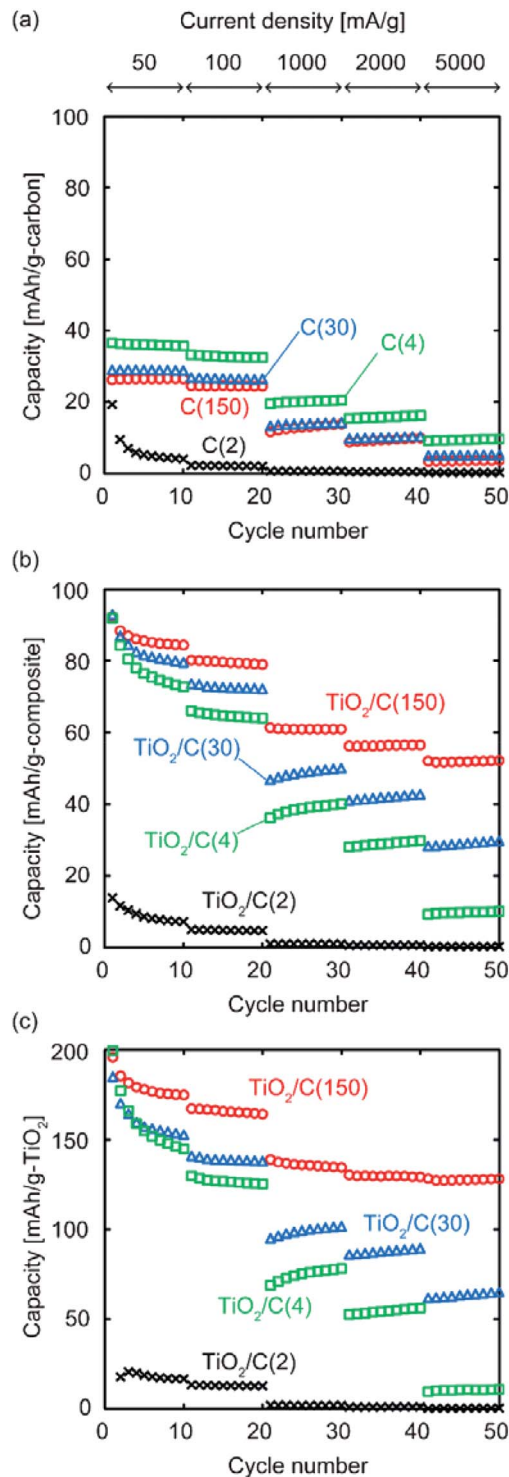 (a)
Current density [mA/g]
50 100 1000 2000 5000
100
80
60
40
20
0
Capacity [mAh/g-carbon]
C(30)
C(4)
C(150)
C(2)
0 10 20 30 40 50
Cycle number
(b)
100
80
60
40
20
0
Capacity [mAh/g-composite]
TiO₂/C(150)
TiO₂/C(30)
TiO₂/C(4)
TiO₂/C(2)
0 10 20 30 40 50
Cycle number
(c)
200
150
100
50
0
Capacity [mAh/g-TiO₂]
TiO₂/C(150)
TiO₂/C(30)
TiO₂/C(4)
TiO₂/C(2)
0 10 20 30 40 50
Cycle number